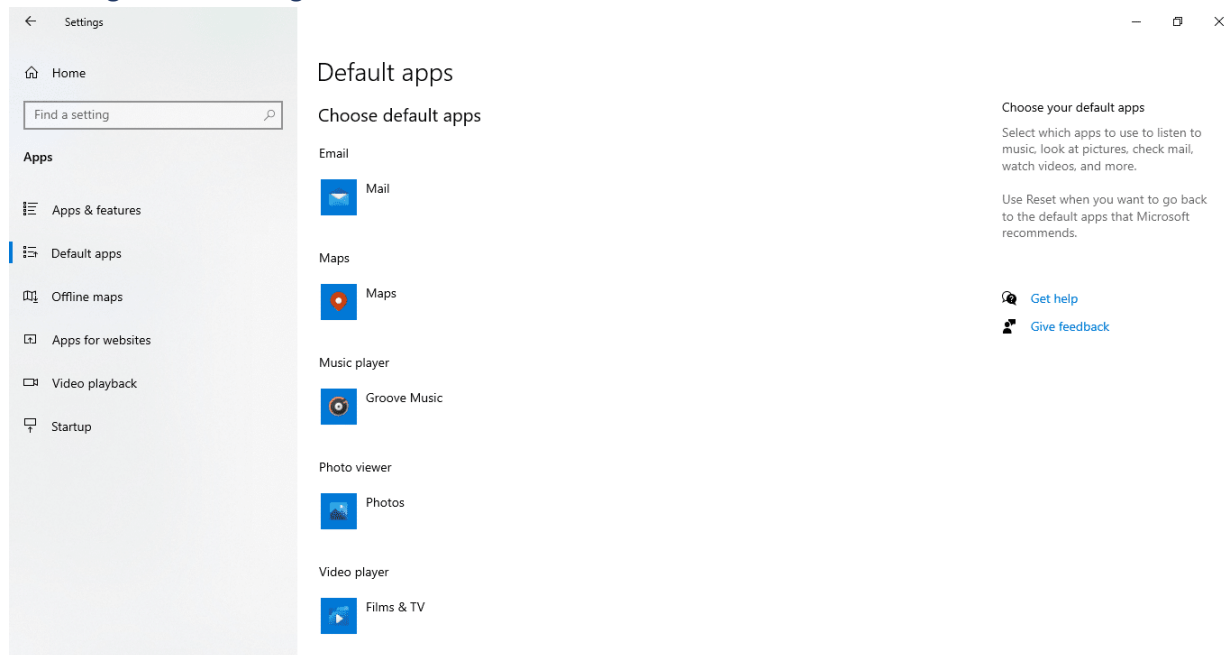 Settings
Home
Find a setting
Apps
Apps & features
Default apps
Offline maps
Apps for websites
Video playback
Startup
Default apps
Choose default apps
Email
Mail
Maps
Maps
Music player
Groove Music
Photo viewer
Photos
Video player
Films & TV
Choose your default apps
Select which apps to use to listen to
music, look at pictures, check mail,
watch videos, and more.
Use Reset when you want to go back
to the default apps that Microsoft
recommends.
Get help
Give feedback